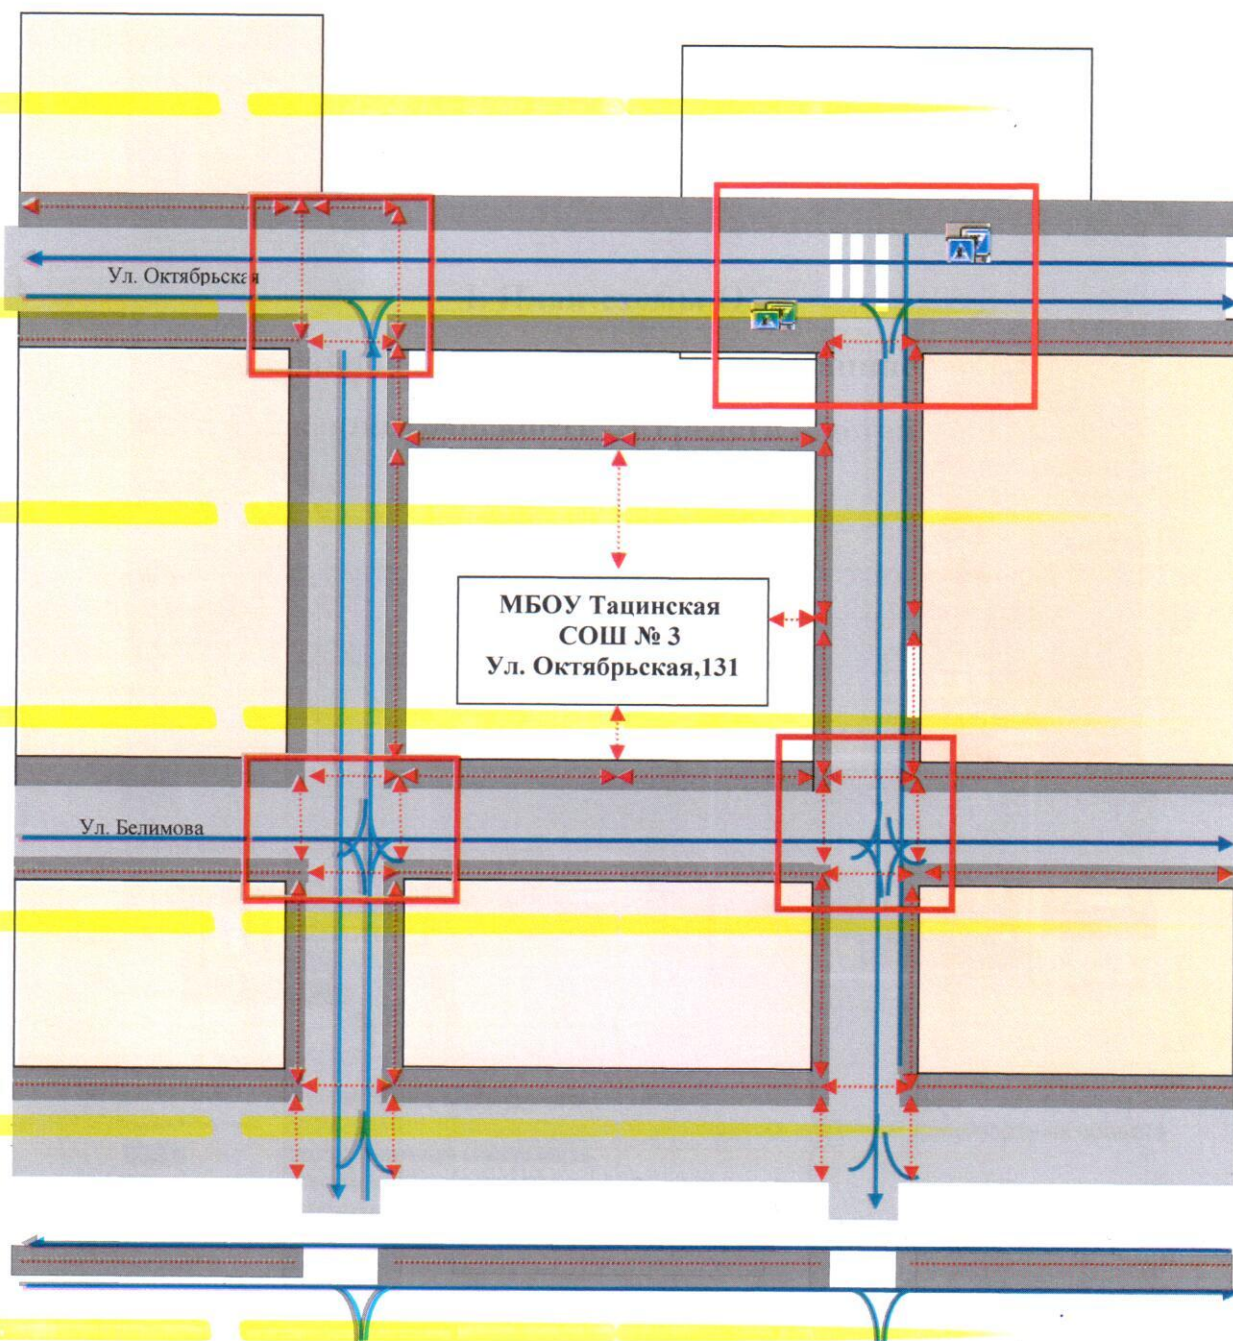 Ул. Октябрьская
МБОУ Тацинская
СОШ № 3
Ул. Октябрьская,131
Ул. Белимова